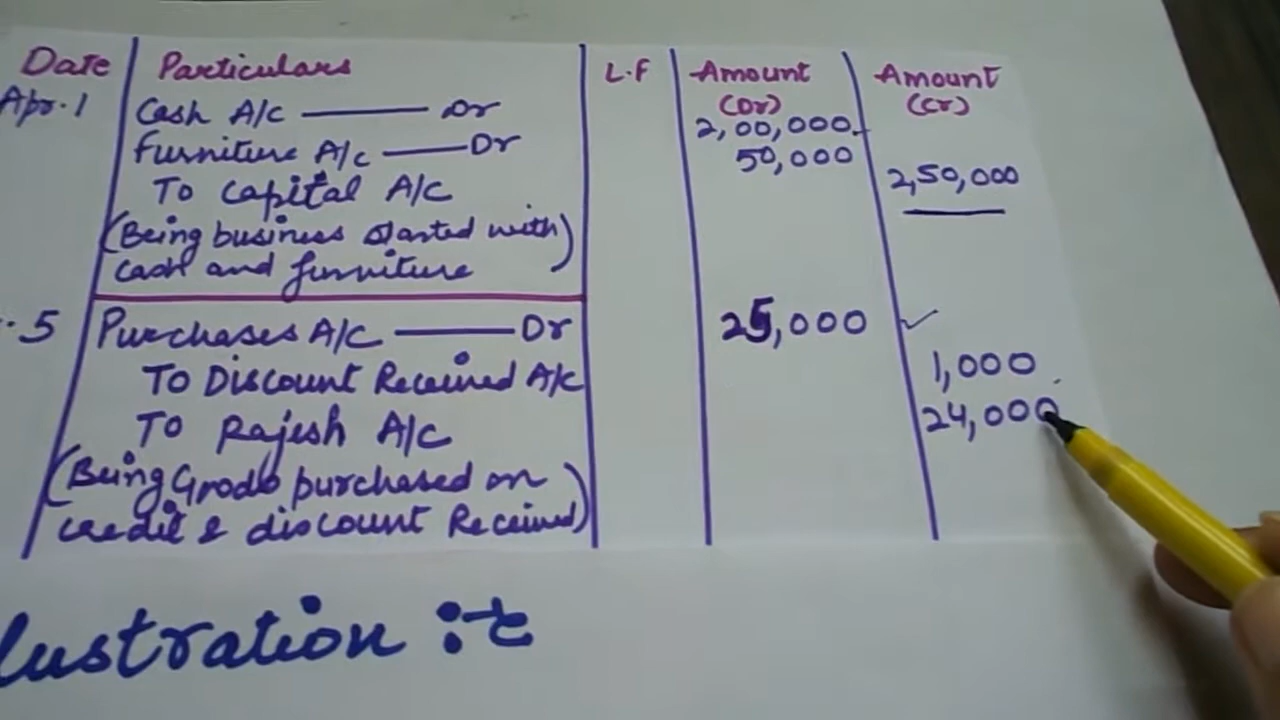 Date Particulars L.F Amount (Dr) Amount (Cr)
Apr.1 Cash A/c Dr 2,00,000
Furniture A/c Dr 50,000
To Capital A/c 2,50,000
(Being business started with
cash and furniture
. 5 Purchases A/c Dr 25,000
To Discount Received A/c 1,000
To Rajesh A/C 24,000
(Being Goods purchased on
credit & discount Received)
lustration :-